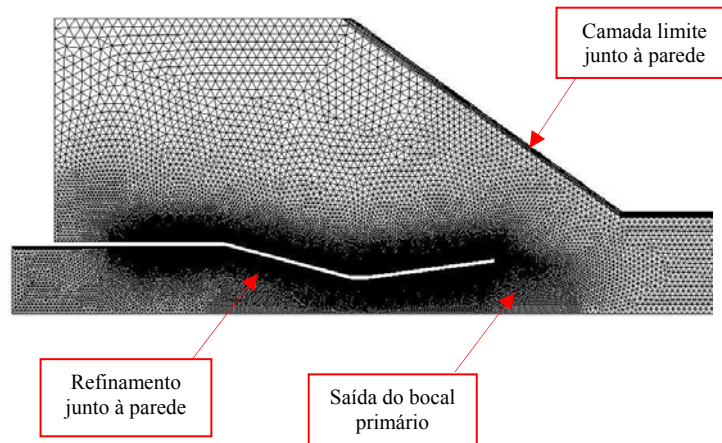 Camada limite
junto à parede
Refinamento
junto à parede
Saída do bocal
primário